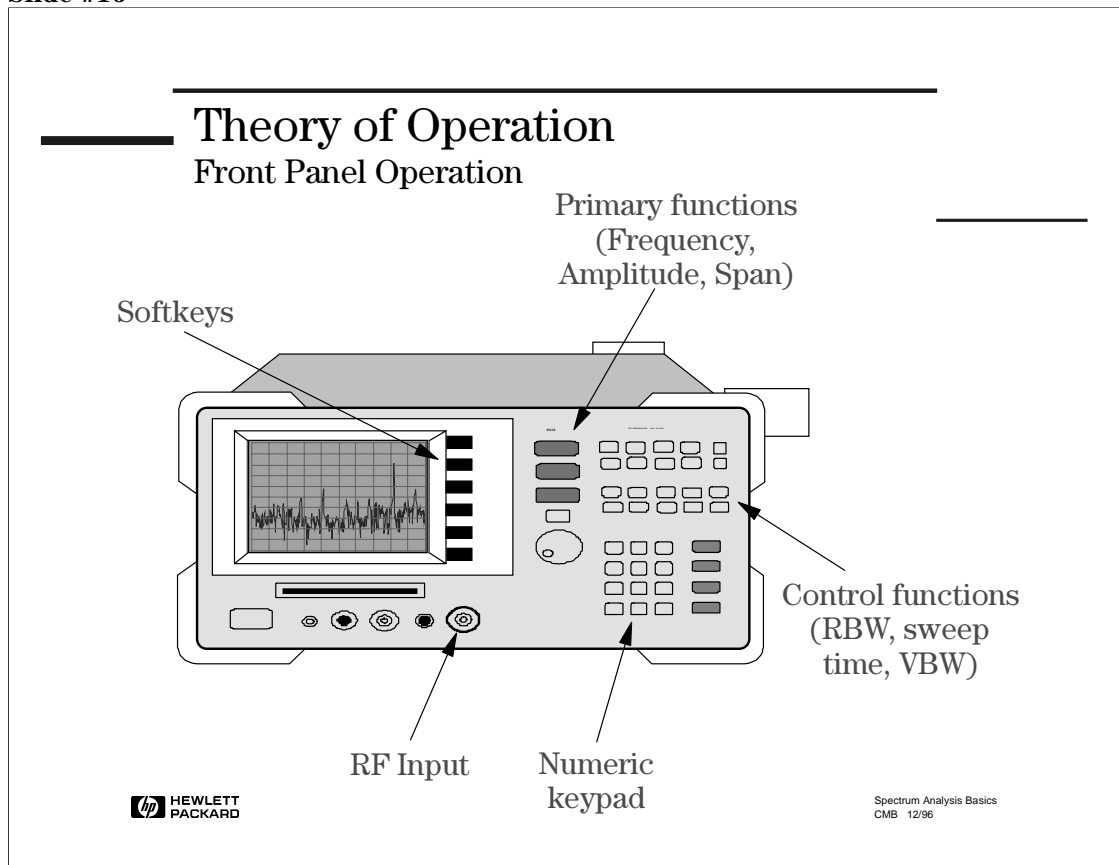 Theory of Operation
Front Panel Operation
Primary functions
(Frequency,
Amplitude, Span)
Softkeys
Control functions
(RBW, sweep
time, VBW)
RF Input
Numeric
keypad
hp HEWLETT
PACKARD
Spectrum Analysis Basics
CMB 12/96